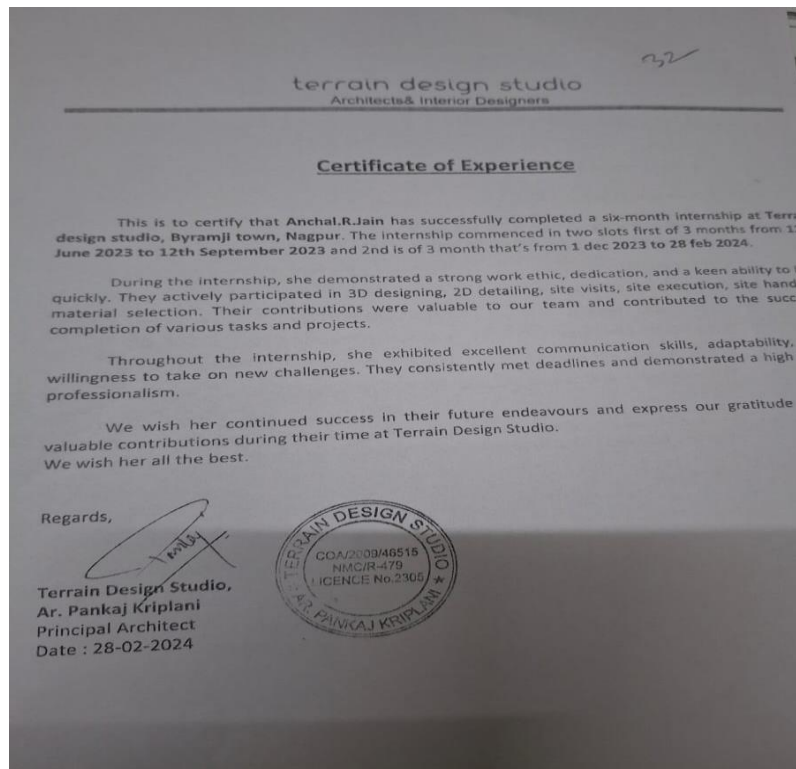 32
terrain design studio
Architects& Interior Designers
Certificate of Experience
This is to certify that Anchal.R.Jain has successfully completed a six-month internship at Terra
design studio, Byramji town, Nagpur. The internship commenced in two slots first of 3 months from 1
June 2023 to 12th September 2023 and 2nd is of 3 month that's from 1 dec 2023 to 28 feb 2024.
During the internship, she demonstrated a strong work ethic, dedication, and a keen ability to
quickly. They actively participated in 3D designing, 2D detailing, site visits, site execution, site hand
material selection. Their contributions were valuable to our team and contributed to the succ
completion of various tasks and projects.
Throughout the internship, she exhibited excellent communication skills, adaptability,
willingness to take on new challenges. They consistently met deadlines and demonstrated a high
professionalism.
We wish her continued success in their future endeavours and express our gratitude
valuable contributions during their time at Terrain Design Studio.
We wish her all the best.
Regards,
Terrain Design Studio,
Ar. Pankaj Kriplani
Principal Architect
Date : 28-02-2024
TERRAIN DESIGN STUDIO
COA/2009/46515
NMC/R-479
LICENCE No.2305
AR. PANKAJ KRIPLANI